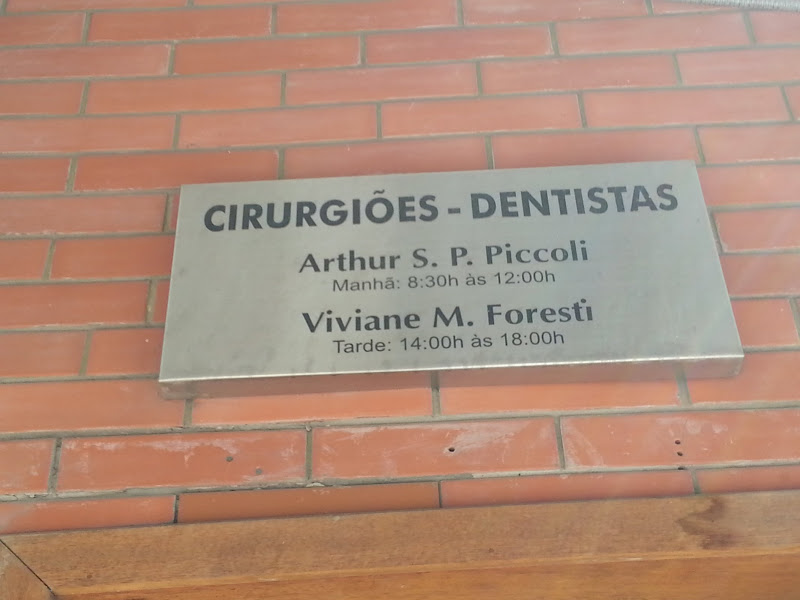 CIRURGIÕES - DENTISTAS
Arthur S. P. Piccoli
Manhã: 8:30h às 12:00h
Viviane M. Foresti
Tarde: 14:00h às 18:00h